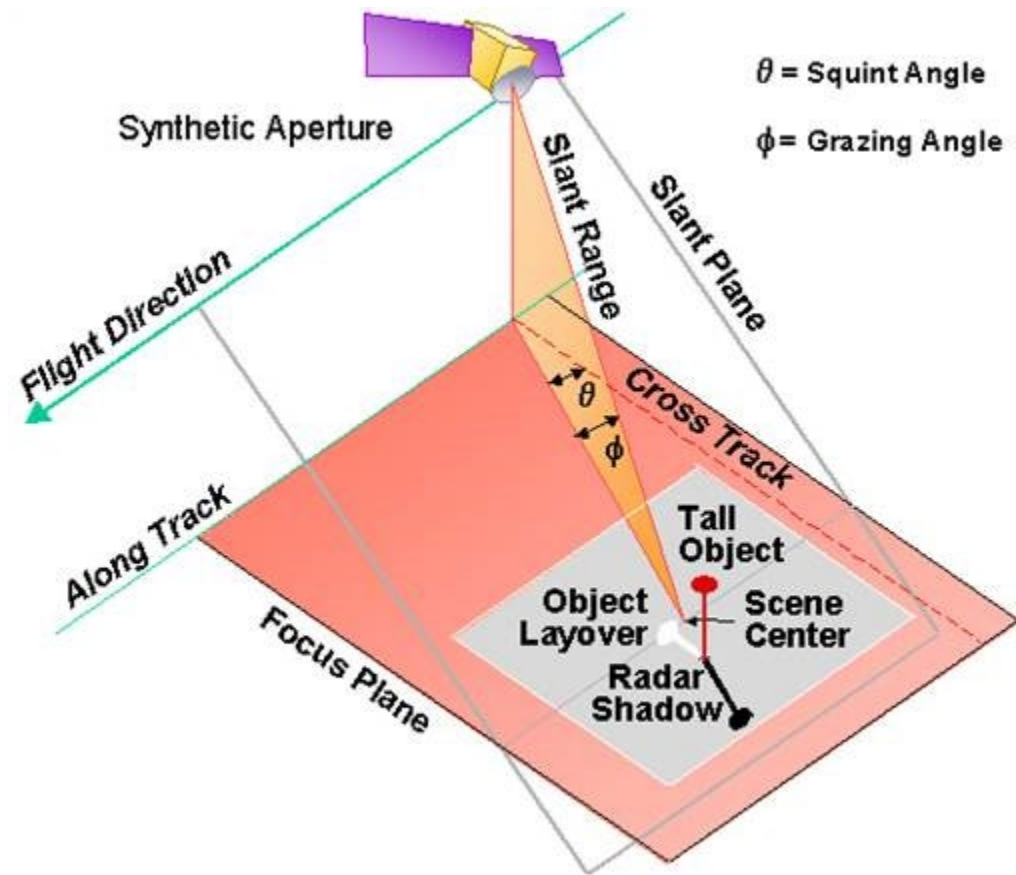 θ = Squint Angle
Synthetic Aperture
ϕ = Grazing Angle
Slant Range
Slant Plane
Flight Direction
θ
Cross Track
ϕ
Along Track
Tall
Object
Object
Layover
Scene
Center
Focus Plane
Radar
Shadow